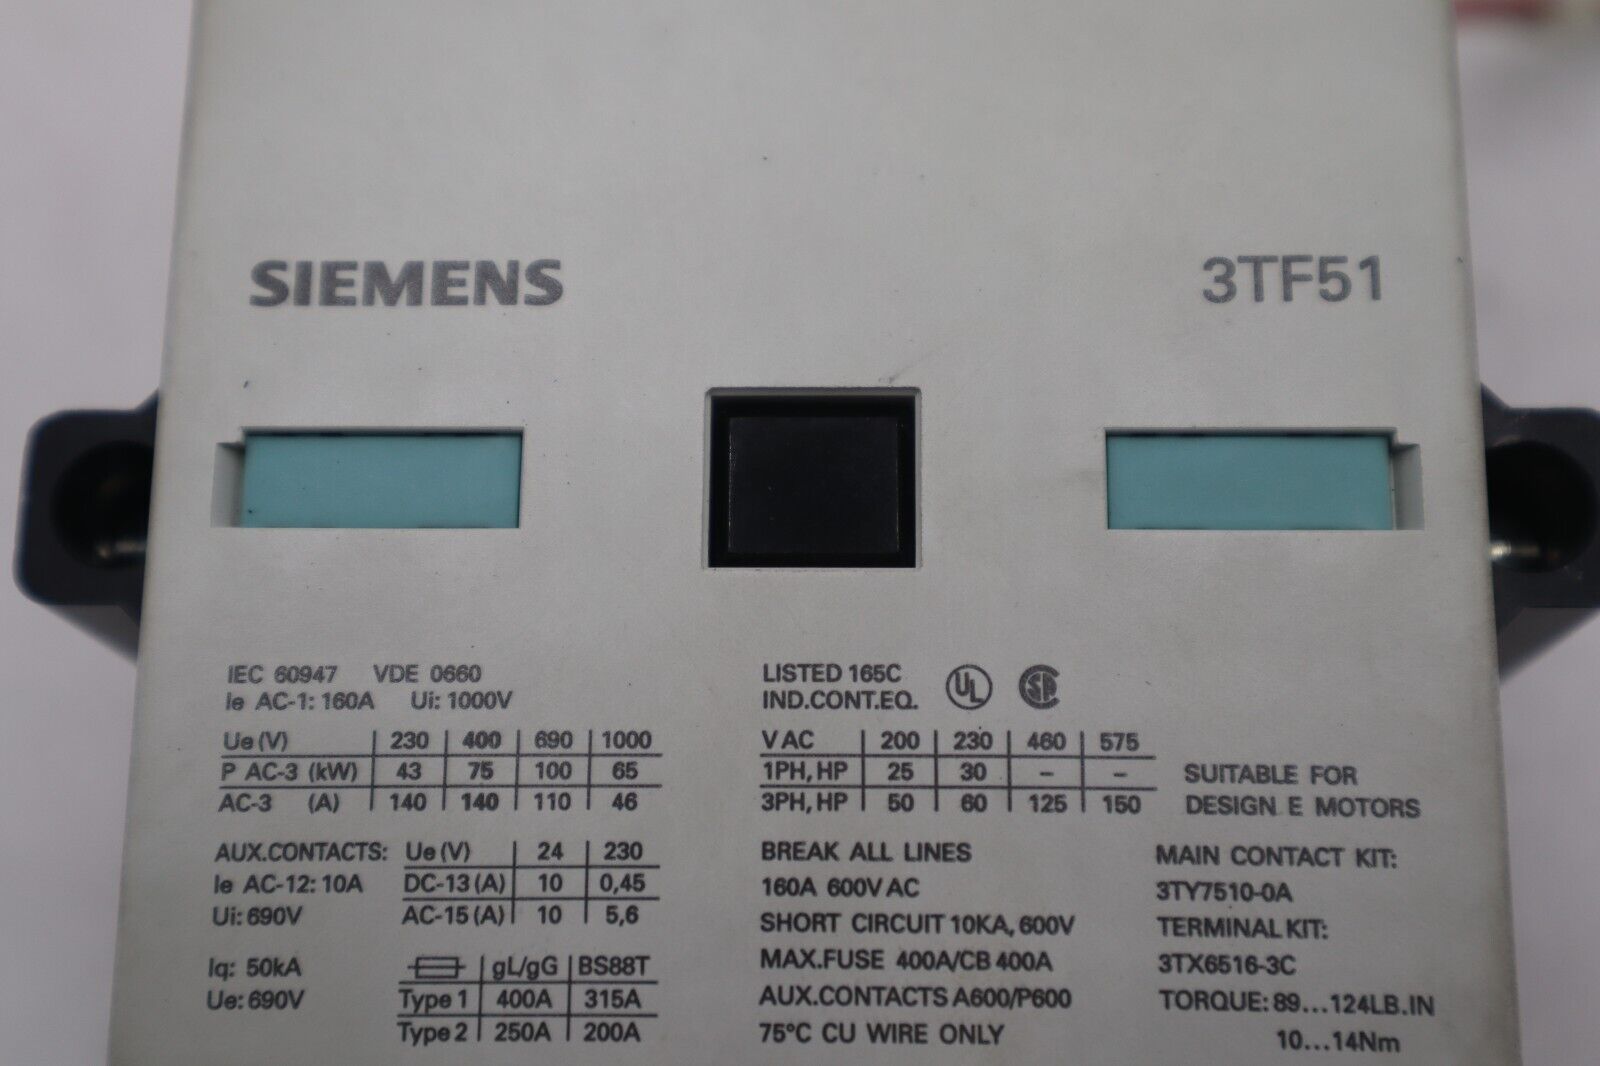 SIEMENS
3TF51
IEC 60947 VDE 0660
Ie AC-1: 160A Ui: 1000V
Ue (V) 230 400 690 1000
P AC-3 (kW) 43 75 100 65
AC-3 (A) 140 140 110 46
AUX.CONTACTS: Ue (V) 24 230
Ie AC-12: 10A DC-13 (A) 10 0,45
Ui: 690V AC-15 (A) 10 5,6
Iq: 50kA gL/gG BS88T
Ue: 690V Type 1 400A 315A
Type 2 250A 200A
LISTED 165C UL SP
IND.CONT.EQ.
V AC 200 230 460 575
1PH, HP 25 30 – –
3PH, HP 50 60 125 150
SUITABLE FOR
DESIGN E MOTORS
BREAK ALL LINES
160A 600V AC
SHORT CIRCUIT 10KA, 600V
MAX.FUSE 400A/CB 400A
AUX.CONTACTS A600/P600
75°C CU WIRE ONLY
MAIN CONTACT KIT:
3TY7510-0A
TERMINAL KIT:
3TX6516-3C
TORQUE: 89...124LB.IN
10...14Nm